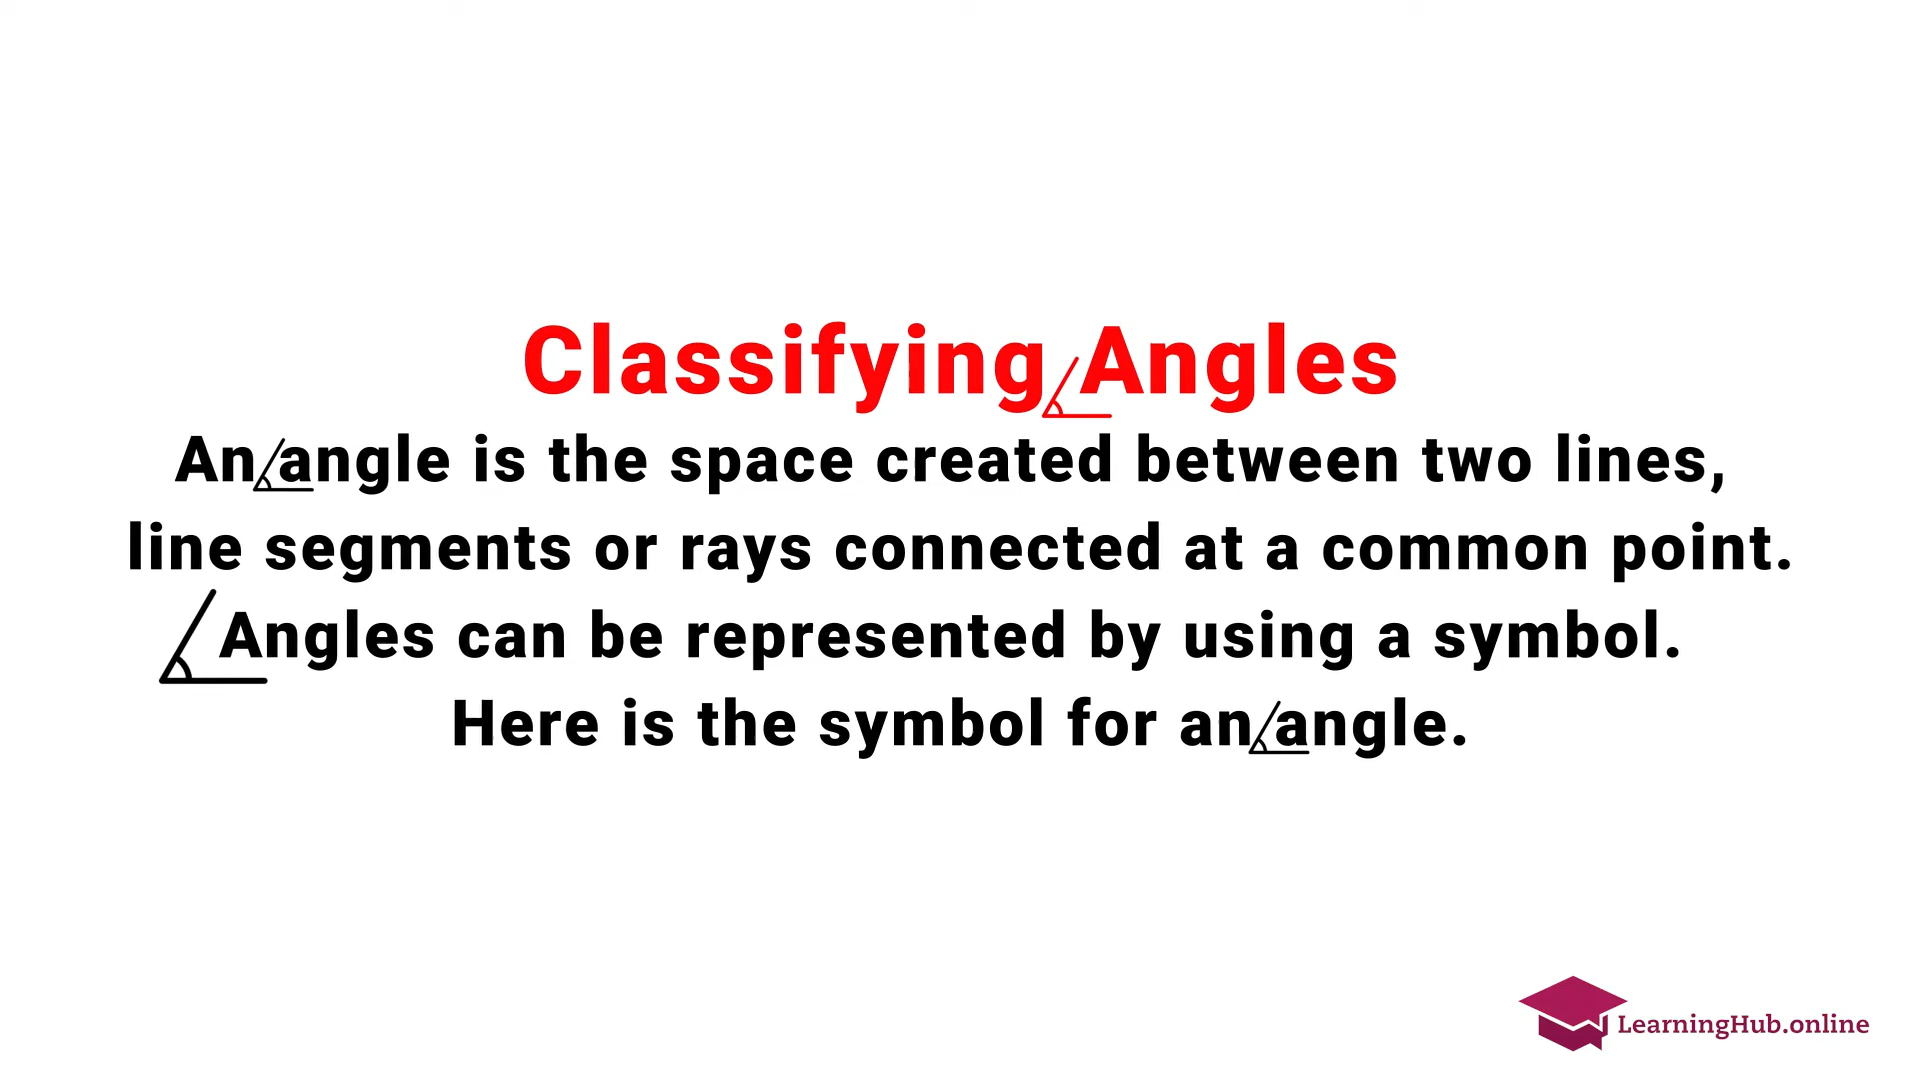 Classifying Angles
An angle is the space created between two lines,
line segments or rays connected at a common point.
Angles can be represented by using a symbol.
Here is the symbol for an angle.
LearningHub.online